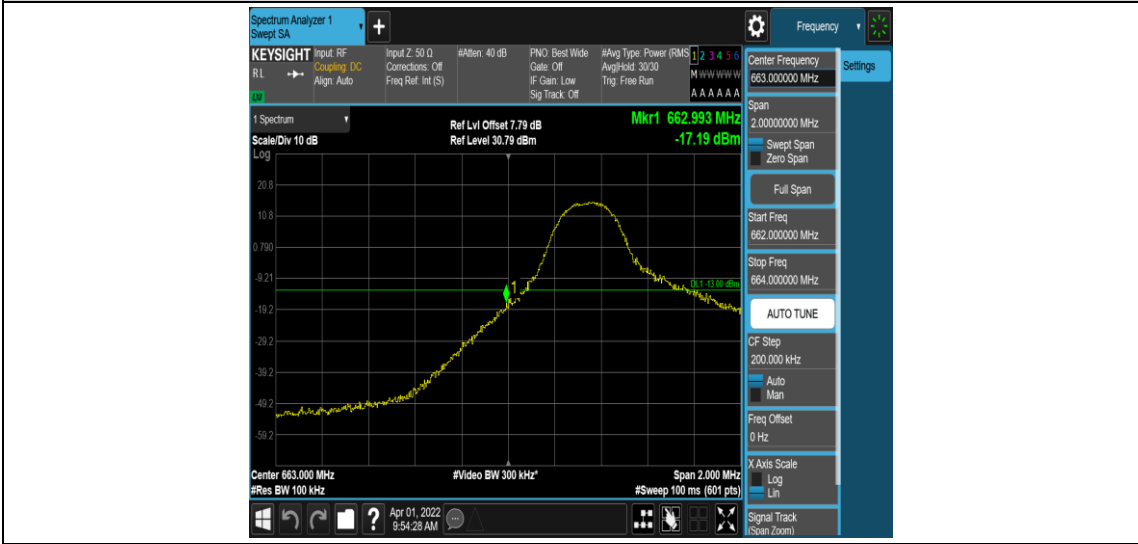 Spectrum Analyzer 1
Swept SA
+
Frequency
KEYSIGHT
RL
Input: RF
Coupling: DC
Align: Auto
Input Z: 50 Ω
Corrections: Off
Freq Ref: Int (S)
#Atten: 40 dB
PNO: Best Wide
Gate: Off
IF Gain: Low
Sig Track: Off
#Avg Type: Power (RMS
Avg|Hold: 30/30
Trig: Free Run
1 2 3 4 5 6
M W W W W W
A A A A A A
1 Spectrum
Scale/Div 10 dB
Log
Ref Lvl Offset 7.79 dB
Ref Level 30.79 dBm
Mkr1 662.993 MHz
-17.19 dBm
20.8
10.8
0.790
-9.21
-19.2
-29.2
-39.2
-49.2
-59.2
1
DL1 -13.00 dBm
Center 663.000 MHz
#Res BW 100 kHz
#Video BW 300 kHz*
Span 2.000 MHz
#Sweep 100 ms (601 pts)
?
Apr 01, 2022
9:54:28 AM
Center Frequency
663.000000 MHz
Settings
Span
2.00000000 MHz
Swept Span
Zero Span
Full Span
Start Freq
662.000000 MHz
Stop Freq
664.000000 MHz
AUTO TUNE
CF Step
200.000 kHz
Auto
Man
Freq Offset
0 Hz
X Axis Scale
Log
Lin
Signal Track
(Span Zoom)